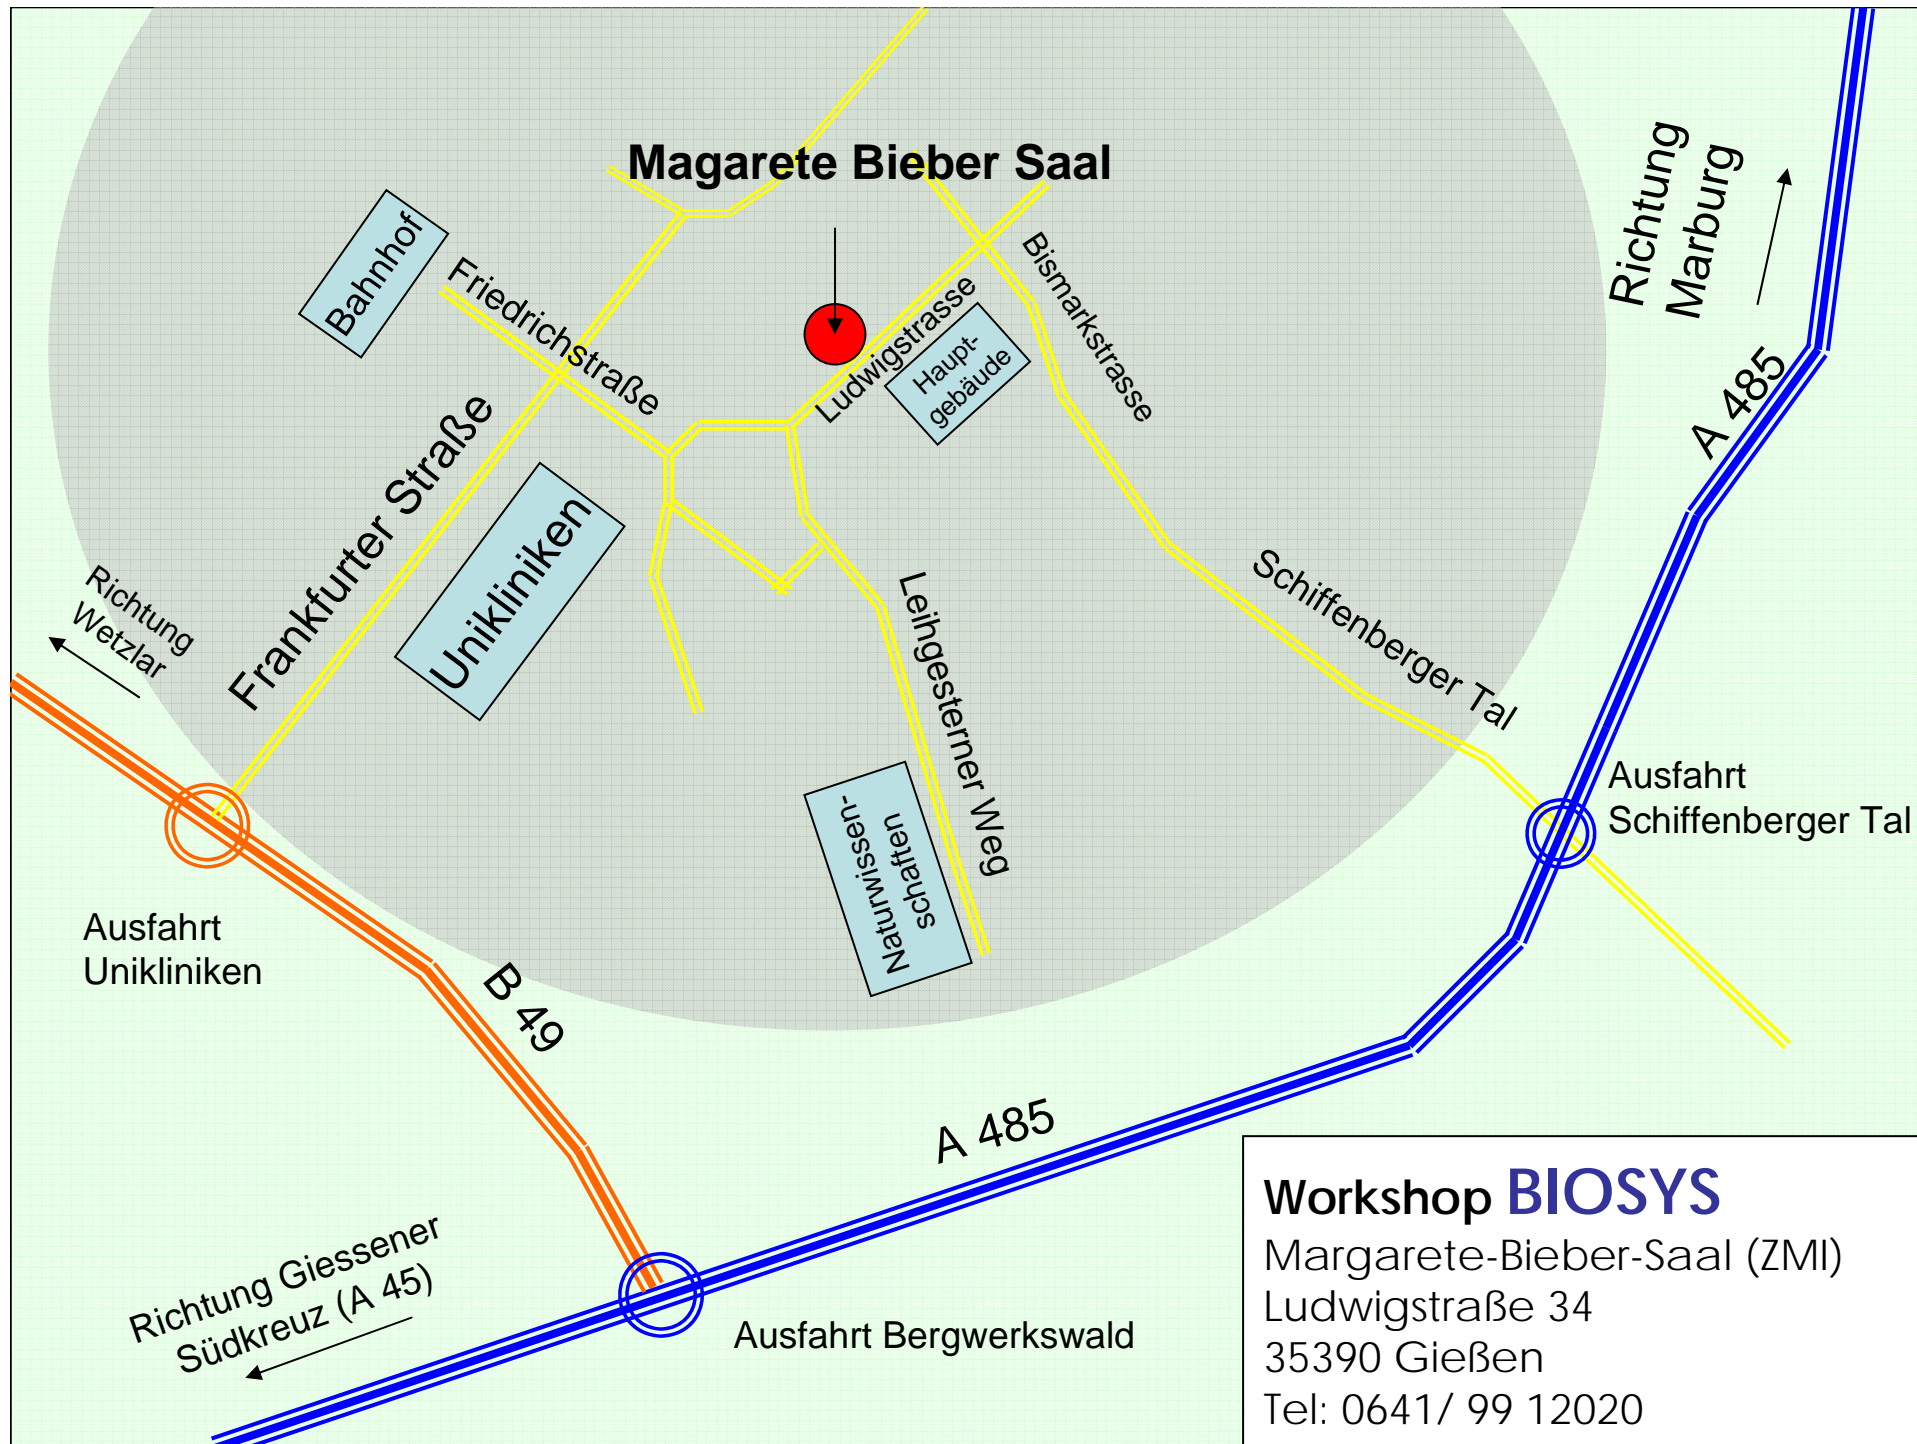 Magarete Bieber Saal
Richtung
Marburg
Bahnhof
Friedrichstraße
Bismarkstrasse
Ludwigstrasse
Haupt-
gebäude
A 485
Frankfurter Straße
Unikliniken
Richtung
Wetzlar
Leihgesterner Weg
Schiffenberger Tal
Naturwissen-
schaften
Ausfahrt
Schiffenberger Tal
Ausfahrt
Unikliniken
B 49
A 485
Richtung Giessener
Südkreuz (A 45)
Ausfahrt Bergwerkswald
Workshop BIOSYS
Margarete-Bieber-Saal (ZMI)
Ludwigstraße 34
35390 Gießen
Tel: 0641/ 99 12020